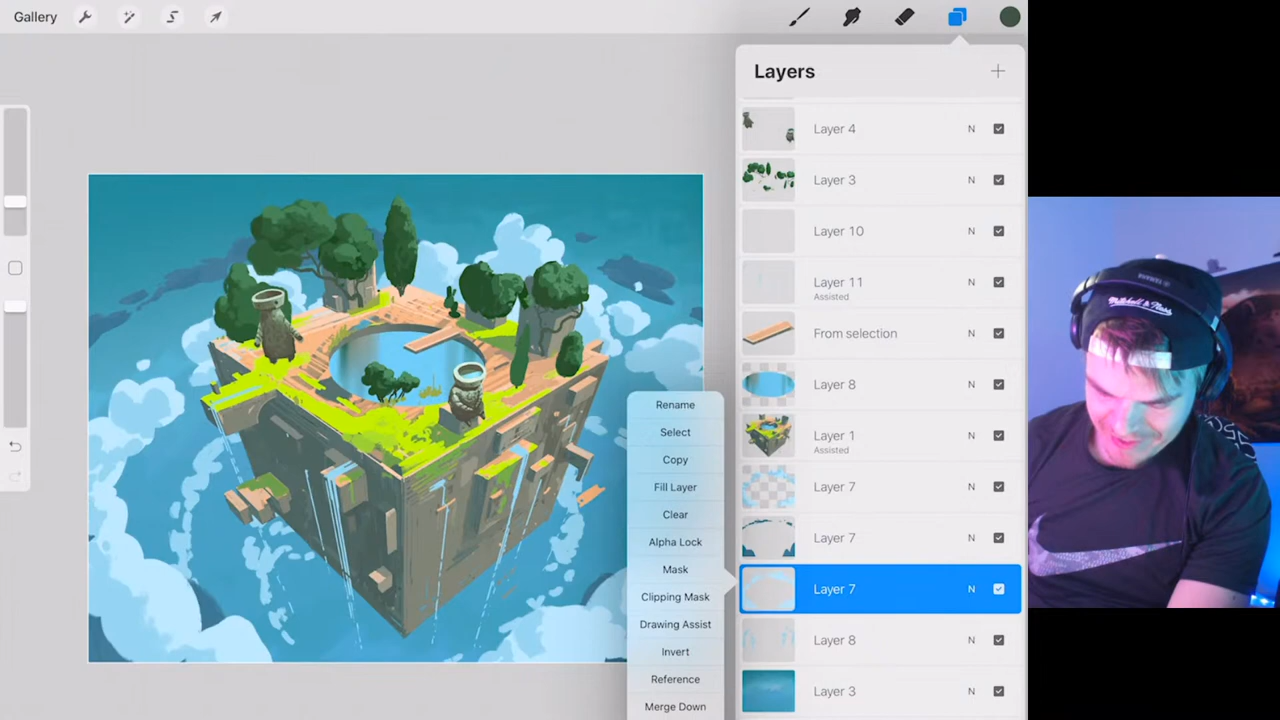 Gallery
Layers
Layer 4 N
Layer 3 N
Layer 10 N
Layer 11 N
Assisted
From selection N
Layer 8 N
Layer 1 N
Assisted
Layer 7 N
Layer 7 N
Layer 7 N
Layer 8 N
Layer 3 N
Rename
Select
Copy
Fill Layer
Clear
Alpha Lock
Mask
Clipping Mask
Drawing Assist
Invert
Reference
Merge Down
Mitchell & Ness